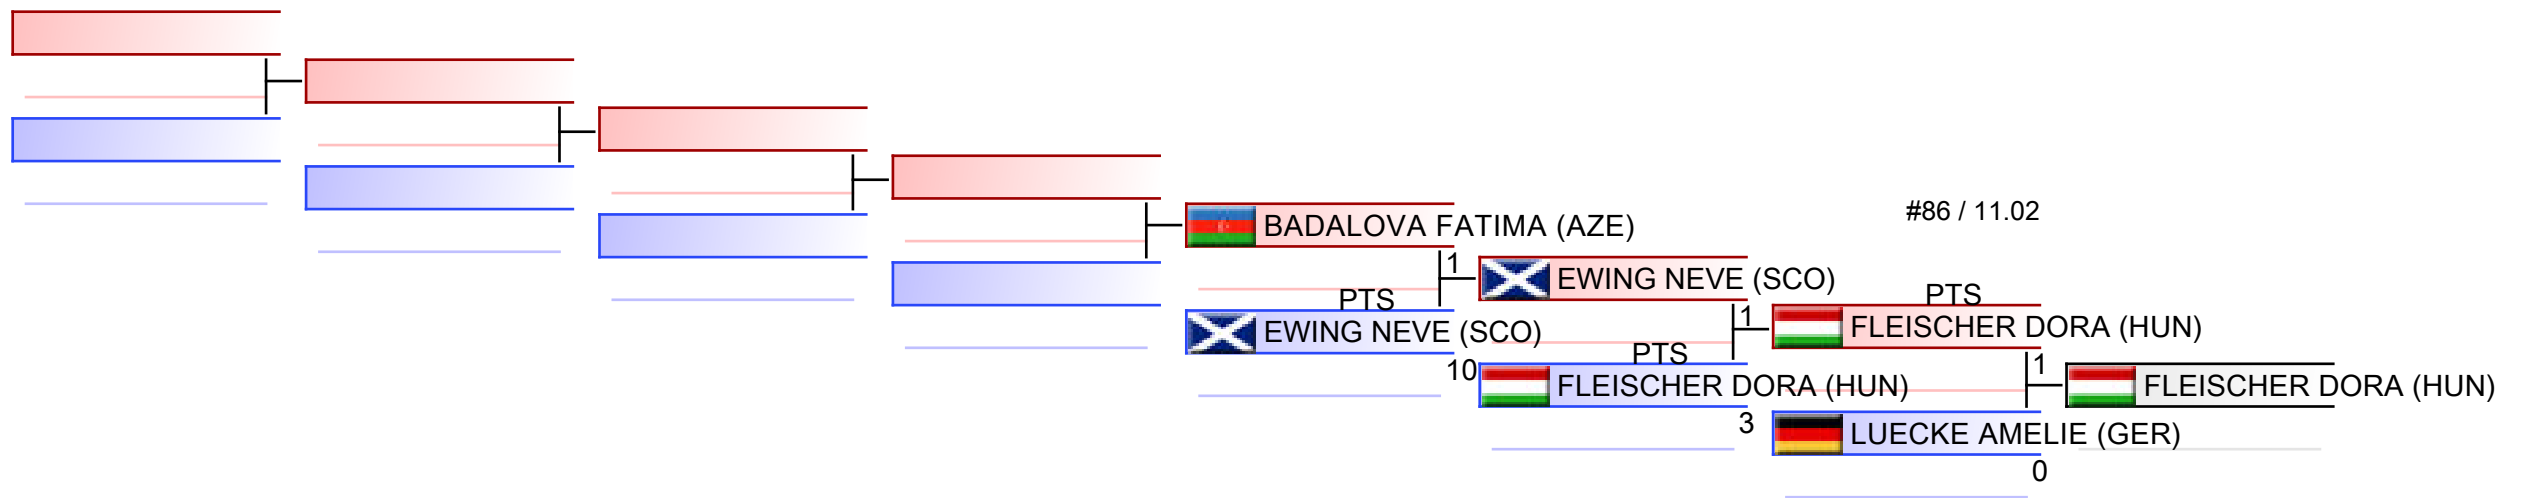 #86 / 11.02
BADALOVA FATIMA (AZE)
1
EWING NEVE (SCO)
PTS
PTS
EWING NEVE (SCO)
1
FLEISCHER DORA (HUN)
10
PTS
1
FLEISCHER DORA (HUN)
FLEISCHER DORA (HUN)
3
LUECKE AMELIE (GER)
0